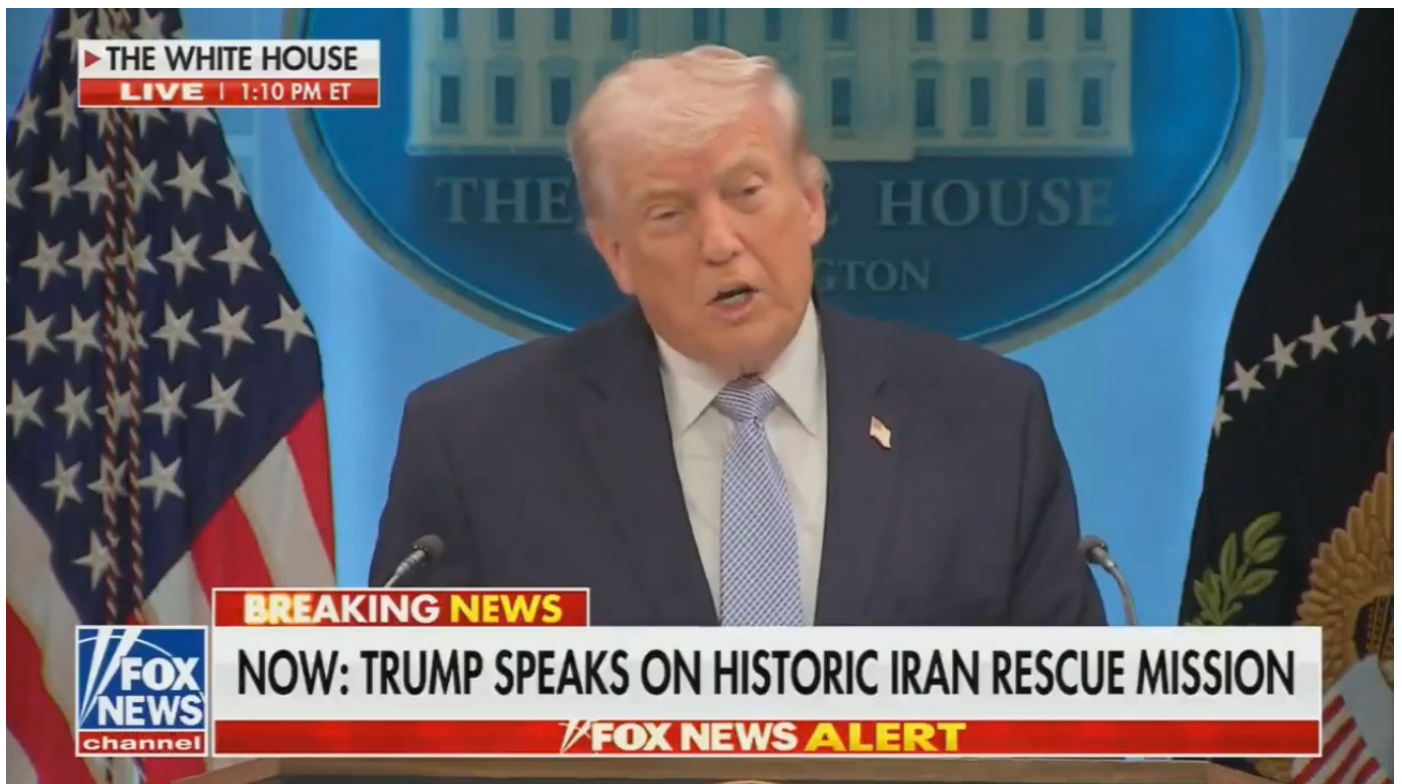 THE WHITE HOUSE
LIVE | 1:10 PM ET
THE HOUSE
BREAKING NEWS
NOW: TRUMP SPEAKS ON HISTORIC IRAN RESCUE MISSION
FOX
NEWS
channel
FOX NEWS ALERT